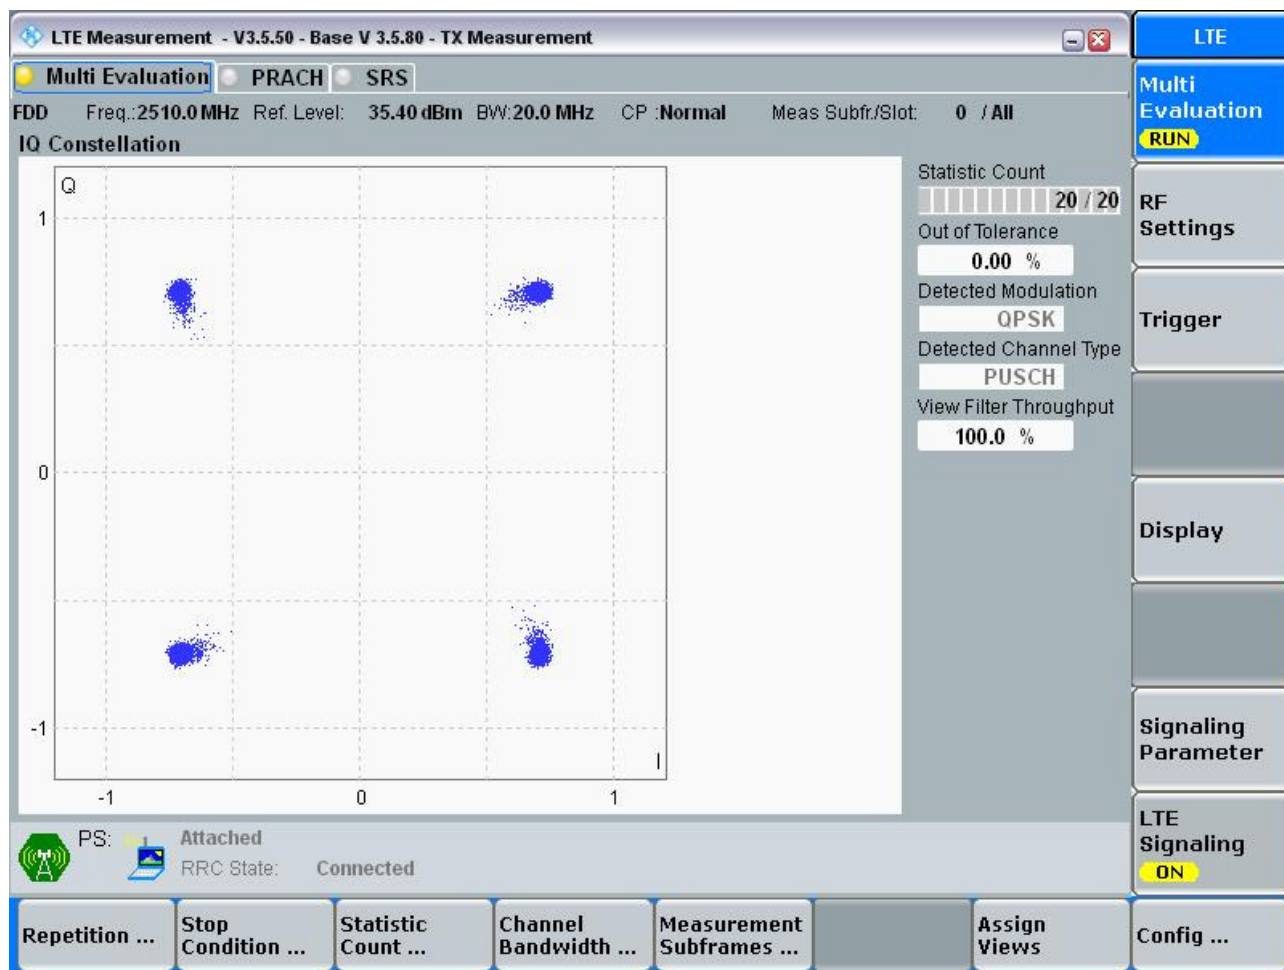 LTE Measurement - V3.5.50 - Base V 3.5.80 - TX Measurement
LTE
Multi Evaluation PRACH SRS
Multi
Evaluation
RUN
FDD Freq.:2510.0 MHz Ref. Level: 35.40 dBm BW:20.0 MHz CP :Normal Meas Subfr./Slot: 0 / All
IQ Constellation
Q
1
0
-1
-1 0 1
I
Statistic Count
20 / 20
Out of Tolerance
0.00 %
Detected Modulation
QPSK
Detected Channel Type
PUSCH
View Filter Throughput
100.0 %
RF
Settings
Trigger
Display
Signaling
Parameter
LTE
Signaling
ON
PS: Attached
RRC State: Connected
Repetition ...
Stop
Condition ...
Statistic
Count ...
Channel
Bandwidth ...
Measurement
Subframes ...
Assign
Views
Config ...